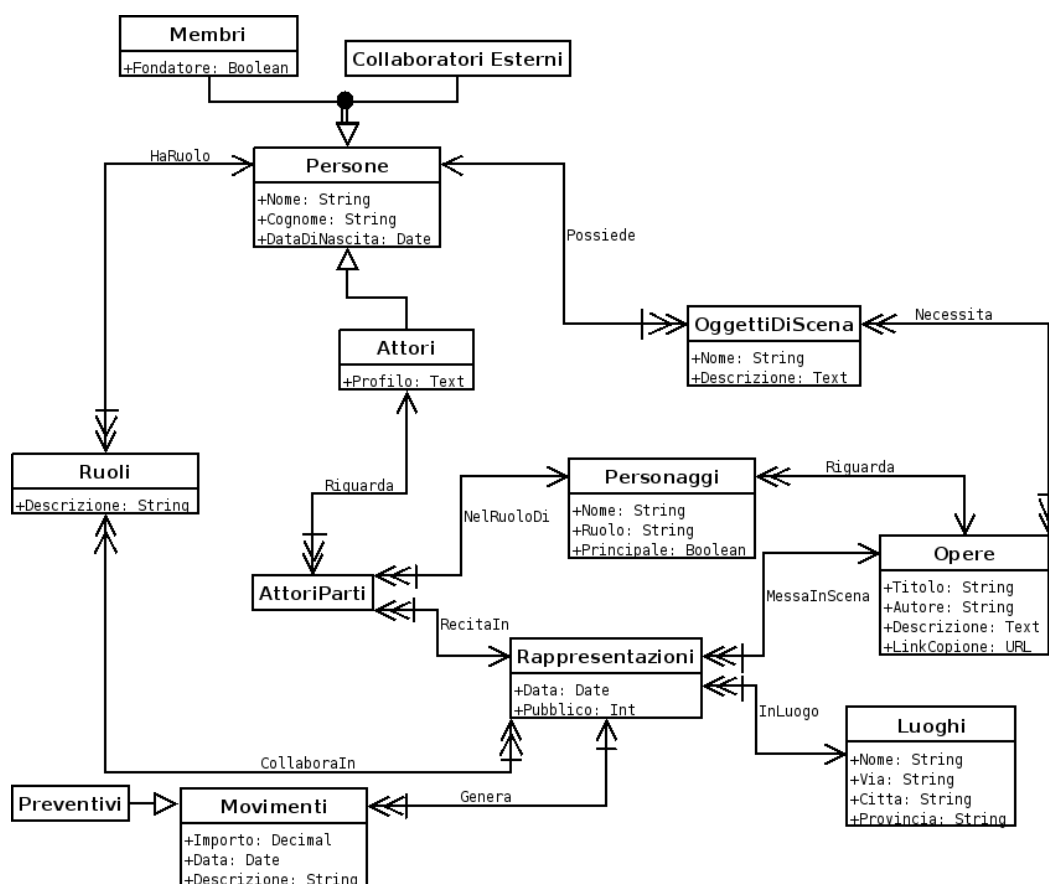 Membri
+Fondatore: Boolean
Collaboratori Esterni
HaRuolo
Persone
+Nome: String
+Cognome: String
+DataDiNascita: Date
Possiede
Attori
+Profilo: Text
OggettiDiScena
+Nome: String
+Descrizione: Text
Necessita
Ruoli
+Descrizione: String
Riguarda
NelRuoloDi
Personaggi
+Nome: String
+Ruolo: String
+Principale: Boolean
Riguarda
Opere
+Titolo: String
+Autore: String
+Descrizione: Text
+LinkCopione: URL
AttoriParti
MessaInScena
RecitaIn
Rappresentazioni
+Data: Date
+Pubblico: Int
InLuogo
Luoghi
+Nome: String
+Via: String
+Citta: String
+Provincia: String
CollaboraIn
Preventivi
Movimenti
+Importo: Decimal
+Data: Date
+Descrizione: String
Genera